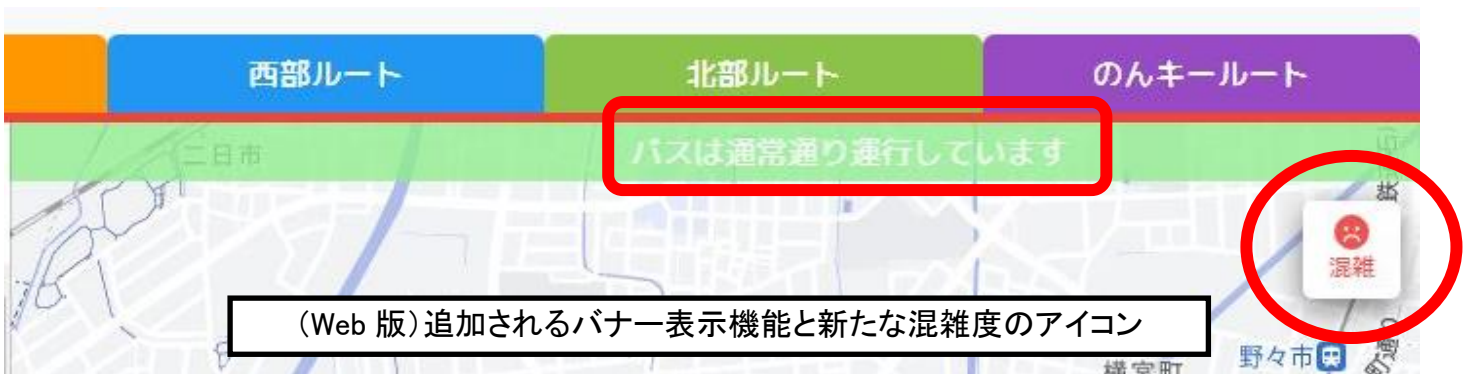 西部ルート
北部ルート
のんキールート
バスは通常通り運行しています
二日市
混雑
(Web 版)追加されるバナー表示機能と新たな混雑度のアイコン
野々市